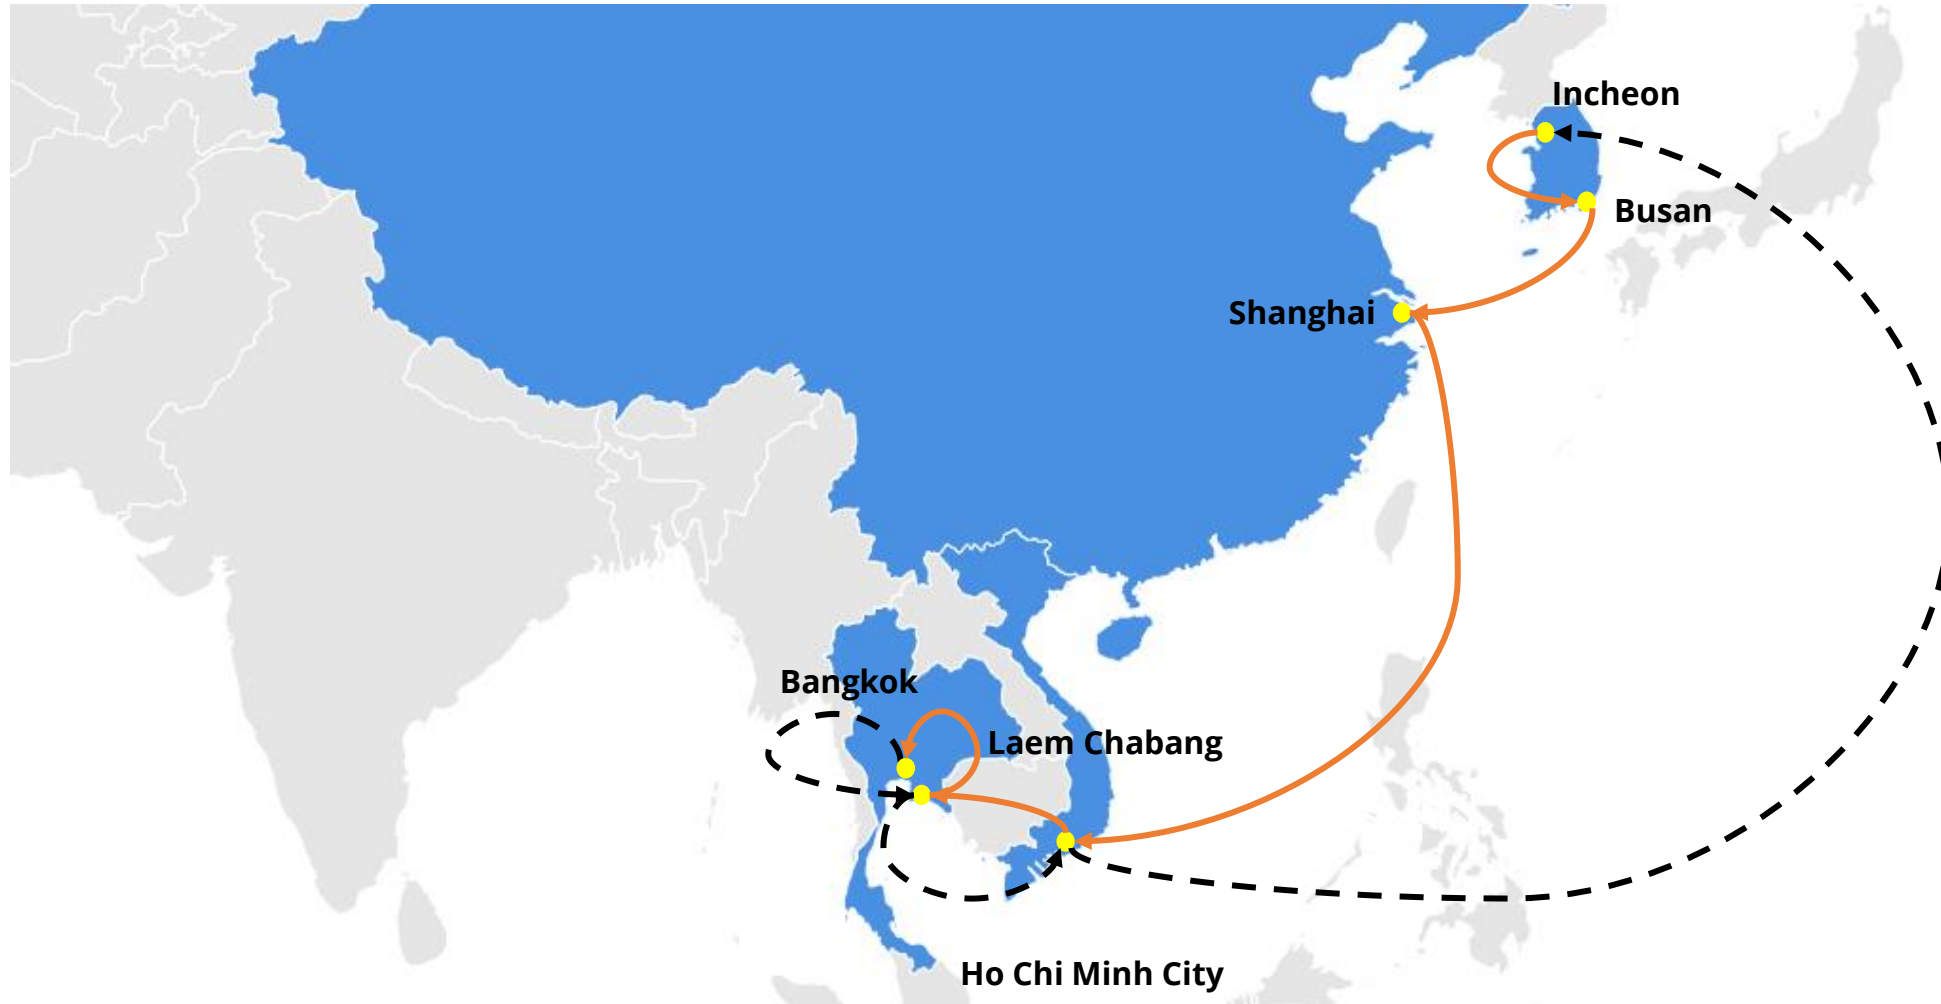 Incheon
Busan
Shanghai
Bangkok
Laem Chabang
Ho Chi Minh City